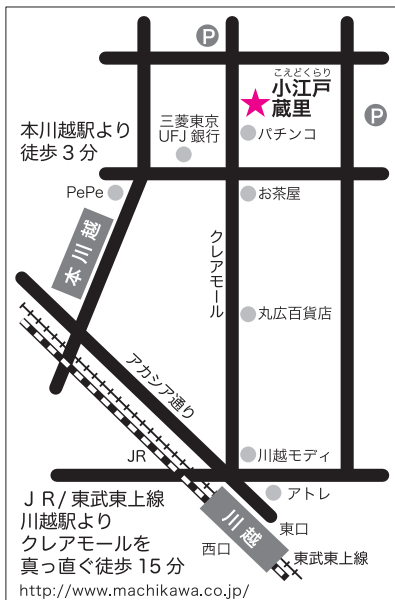 P
こえどくらり
小江戸
蔵里
P
三菱東京
UFJ 銀行
パチンコ
本川越駅より
徒歩 3 分
PePe
お茶屋
本川越
クレアモール
丸広百貨店
アカシア通り
JR
川越モディ
アトレ
ＪＲ/ 東武東上線
川越駅より
クレアモールを
真っ直ぐ徒歩 15 分
川越
東口
西口
東武東上線
http://www.machikawa.co.jp/